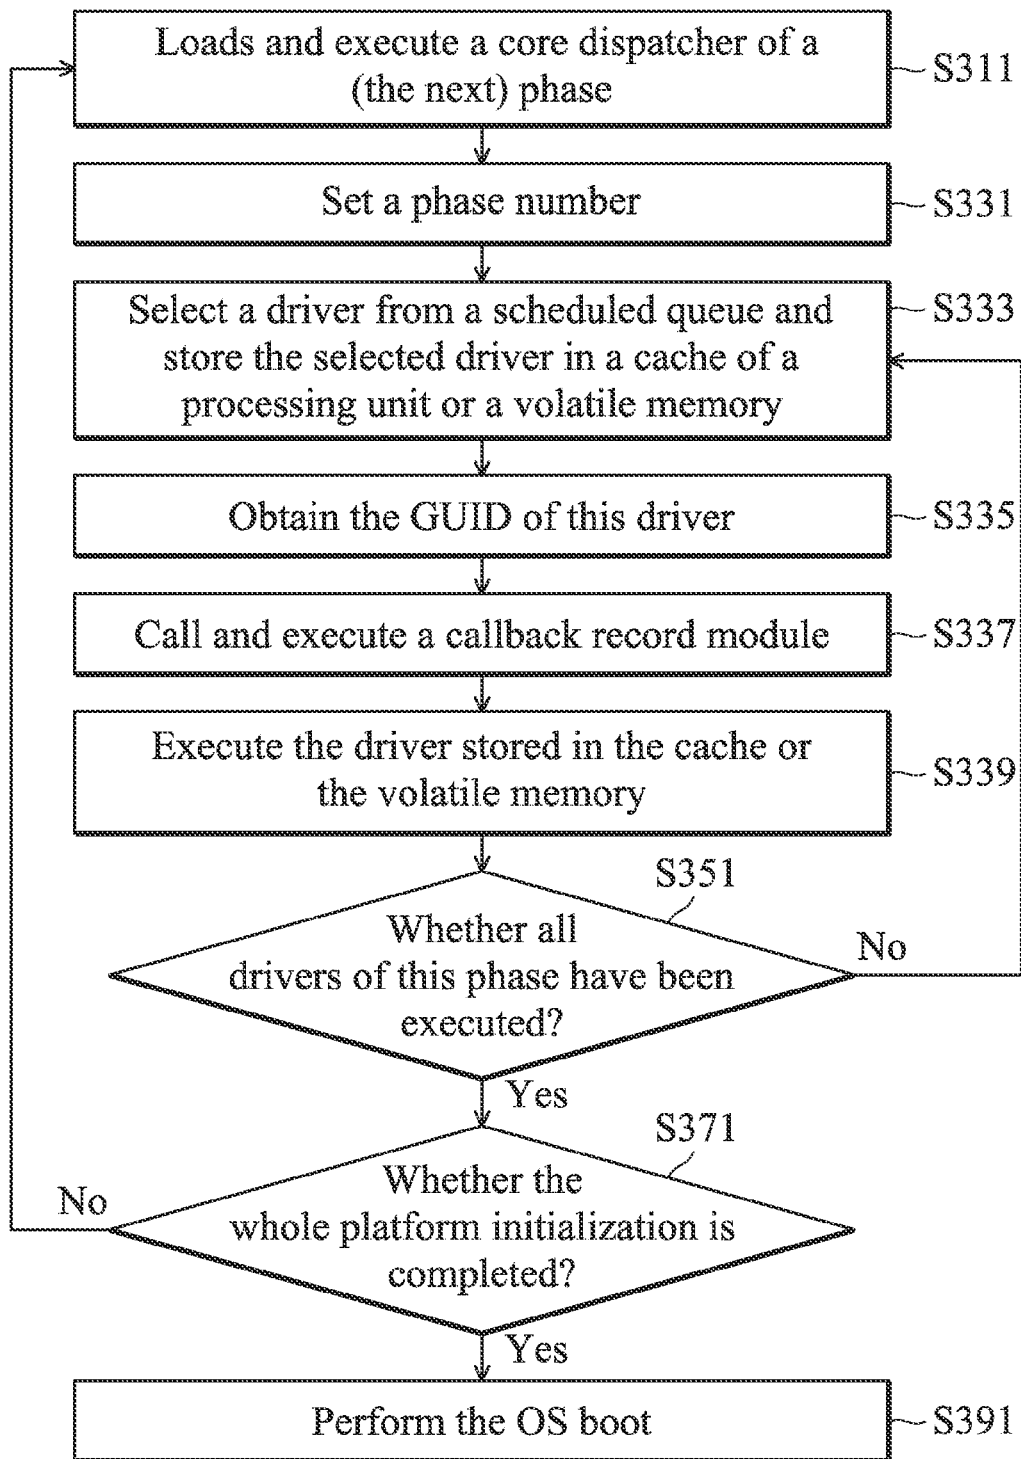 Loads and execute a core dispatcher of a
(the next) phase
S311
Set a phase number
S331
Select a driver from a scheduled queue and
store the selected driver in a cache of a
processing unit or a volatile memory
S333
Obtain the GUID of this driver
S335
Call and execute a callback record module
S337
Execute the driver stored in the cache or
the volatile memory
S339
S351
Whether all
drivers of this phase have been
executed?
No
Yes
S371
Whether the
whole platform initialization is
completed?
No
Yes
Perform the OS boot
S391